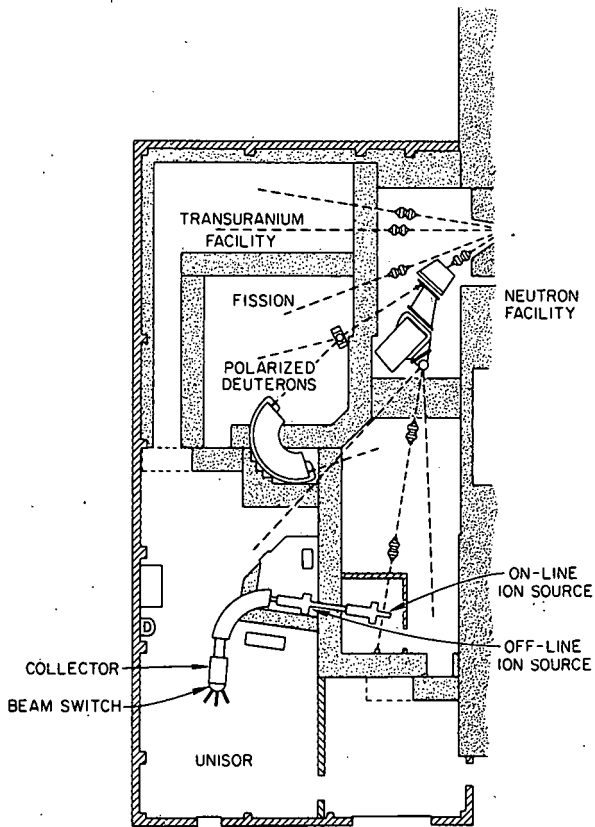 TRANSURANIUM
FACILITY
FISSION
NEUTRON
FACILITY
POLARIZED
DEUTERONS
ON-LINE
ION SOURCE
OFF-LINE
ION SOURCE
COLLECTOR
BEAM SWITCH
UNISOR